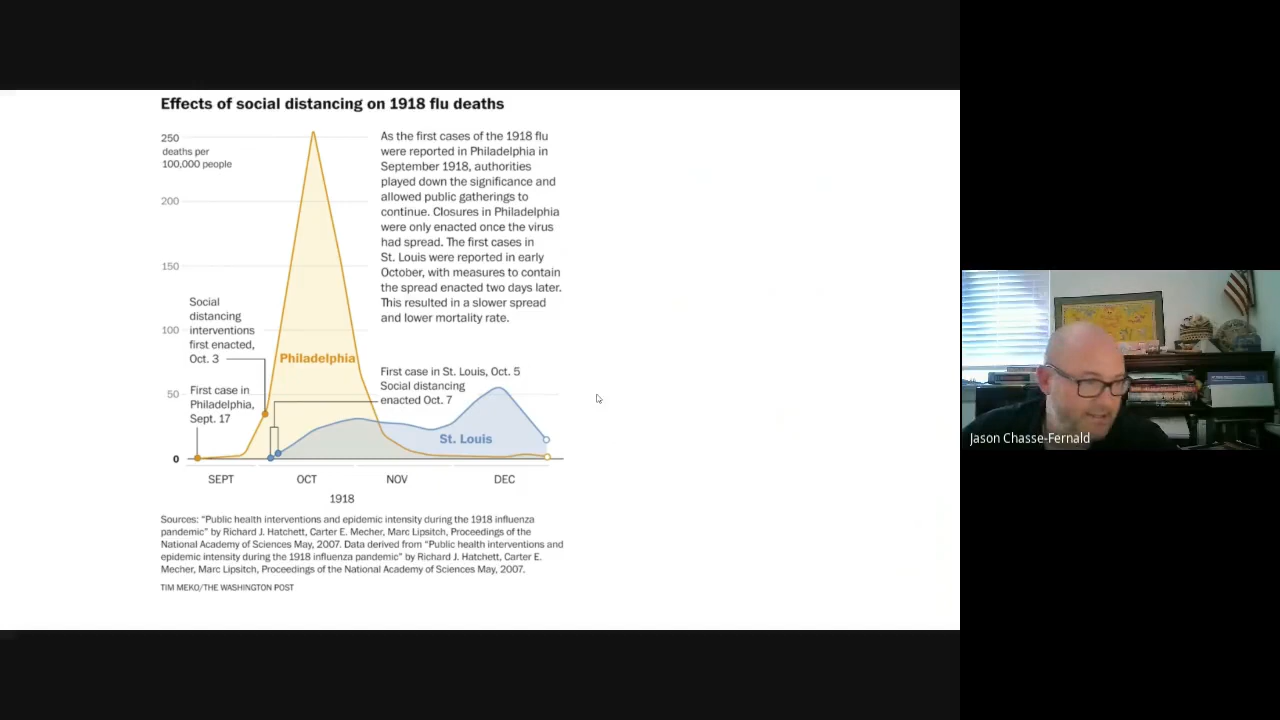 Effects of social distancing on 1918 flu deaths
250
deaths per
100,000 people
200
150
100
50
0
As the first cases of the 1918 flu
were reported in Philadelphia in
September 1918, authorities
played down the significance and
allowed public gatherings to
continue. Closures in Philadelphia
were only enacted once the virus
had spread. The first cases in
St. Louis were reported in early
October, with measures to contain
the spread enacted two days later.
This resulted in a slower spread
and lower mortality rate.
Social
distancing
interventions
first enacted,
Oct. 3
First case in
Philadelphia,
Sept. 17
Philadelphia
First case in St. Louis, Oct. 5
Social distancing
enacted Oct. 7
St. Louis
SEPT
OCT
NOV
DEC
1918
Sources: “Public health interventions and epidemic intensity during the 1918 influenza
pandemic” by Richard J. Hatchett, Carter E. Mecher, Marc Lipsitch, Proceedings of the
National Academy of Sciences May, 2007. Data derived from “Public health interventions and
epidemic intensity during the 1918 influenza pandemic” by Richard J. Hatchett, Carter E.
Mecher, Marc Lipsitch, Proceedings of the National Academy of Sciences May, 2007.
TIM MEKO/THE WASHINGTON POST
Jason Chasse-Fernald